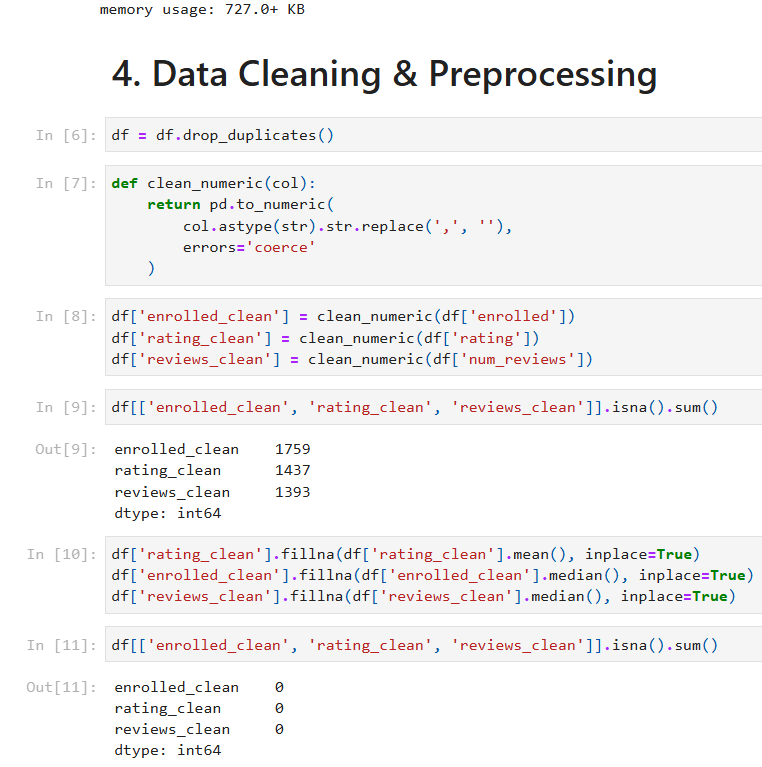 memory usage: 727.0+ KB
4. Data Cleaning & Preprocessing
In [6]: df = df.drop_duplicates()
In [7]: def clean_numeric(col):
    return pd.to_numeric(
        col.astype(str).str.replace(',', ''),
        errors='coerce'
    )
In [8]: df['enrolled_clean'] = clean_numeric(df['enrolled'])
df['rating_clean'] = clean_numeric(df['rating'])
df['reviews_clean'] = clean_numeric(df['num_reviews'])
In [9]: df[['enrolled_clean', 'rating_clean', 'reviews_clean']].isna().sum()
Out[9]: enrolled_clean    1759
rating_clean      1437
reviews_clean     1393
dtype: int64
In [10]: df['rating_clean'].fillna(df['rating_clean'].mean(), inplace=True)
df['enrolled_clean'].fillna(df['enrolled_clean'].median(), inplace=True)
df['reviews_clean'].fillna(df['reviews_clean'].median(), inplace=True)
In [11]: df[['enrolled_clean', 'rating_clean', 'reviews_clean']].isna().sum()
Out[11]: enrolled_clean    0
rating_clean      0
reviews_clean     0
dtype: int64